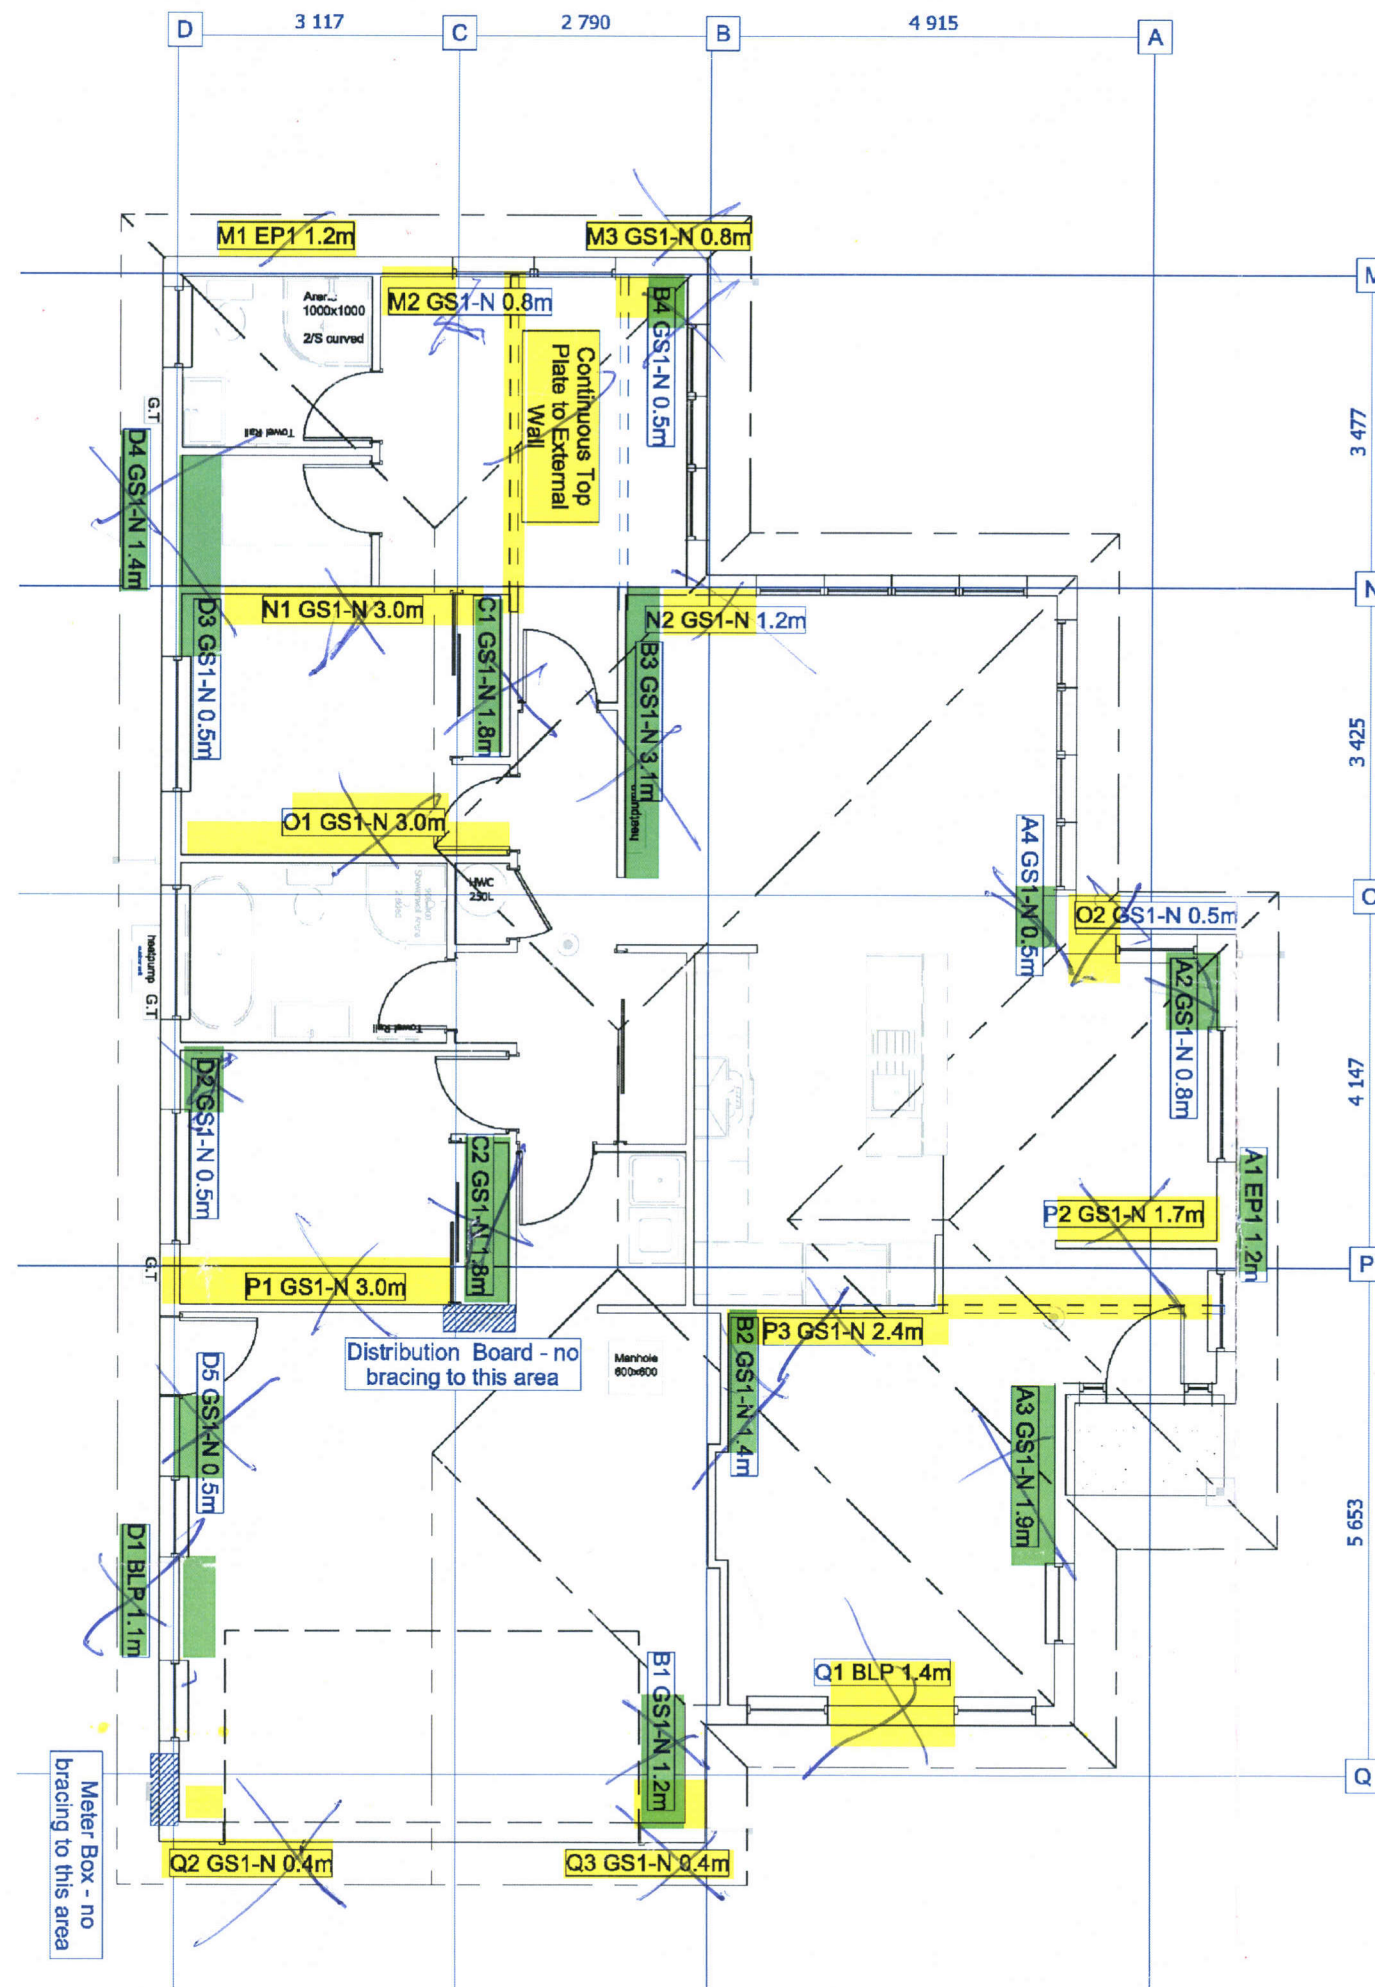 D
3 117
C
2 790
B
4 915
A
M1 EP1 1.2m
M3 GS1-N 0.8m
M
1000x1000
2/S curved
M2 GS1-N 0.8m
B4 GS1-N 0.5m
Continuous Top
Plate to External
Wall
3 477
G.T
Towel Rail
D4 GS1-N 1.4m
N
N1 GS1-N 3.0m
C1 GS1-N 1.8m
N2 GS1-N 1.2m
D3 GS1-N 0.5m
B3 GS1-N 3.1m
3 425
heatpump
O1 GS1-N 3.0m
A4 GS1-N 0.5m
HWC
250L
O2 GS1-N 0.5m
heatpump
G.T
Towel Rail
A2 GS1-N 0.8m
D2 GS1-N 0.5m
4 147
C2 GS1-N 1.8m
A1 EP1 1.2m
P2 GS1-N 1.7m
G.T
P
P1 GS1-N 3.0m
B2 GS1-N 1.4m
P3 GS1-N 2.4m
Distribution Board - no
bracing to this area
Manhole
600x600
D5 GS1-N 0.5m
A3 GS1-N 1.9m
5 653
D1 BLP 1.1m
B1 GS1-N 1.2m
Q1 BLP 1.4m
Q
Meter Box - no
bracing to this area
Q2 GS1-N 0.4m
Q3 GS1-N 0.4m